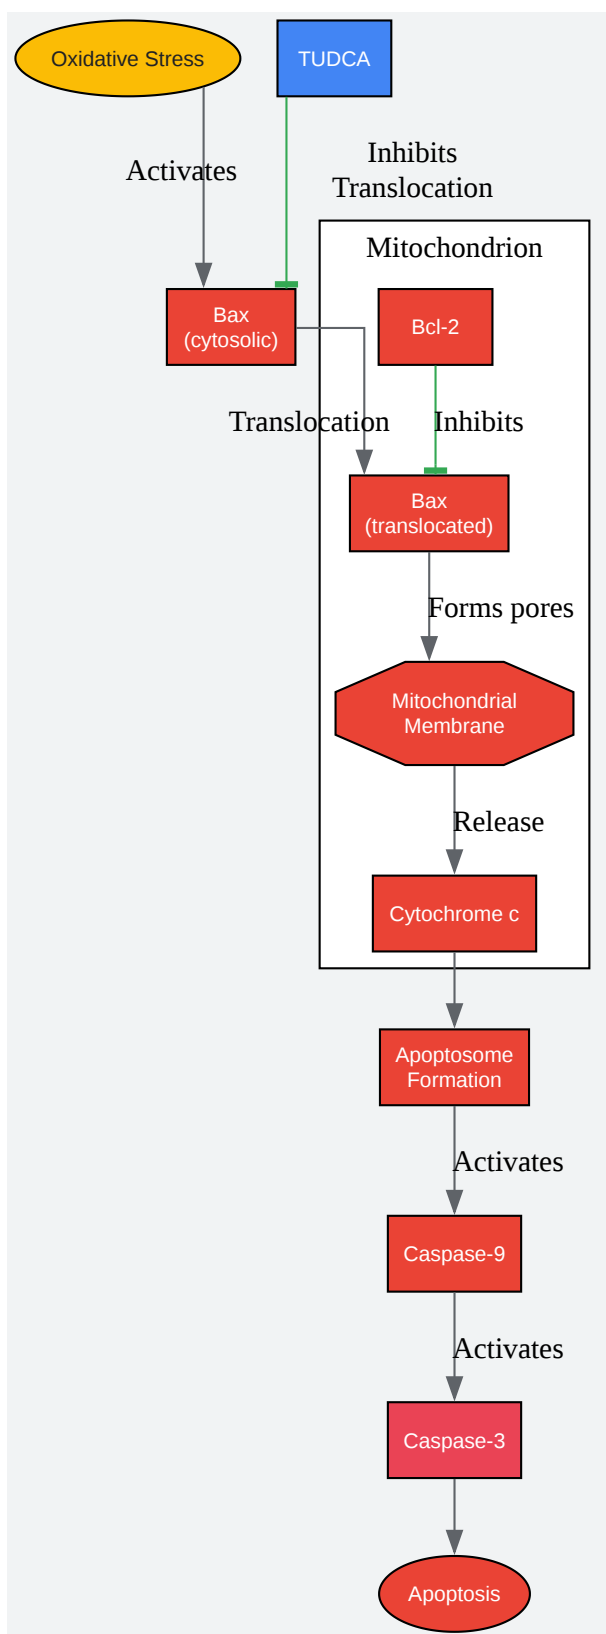 Oxidative Stress
TUDCA
Activates
Inhibits
Translocation
Mitochondrion
Bax
(cytosolic)
Bcl-2
Translocation
Inhibits
Bax
(translocated)
Forms pores
Mitochondrial
Membrane
Release
Cytochrome c
Apoptosome
Formation
Activates
Caspase-9
Activates
Caspase-3
Apoptosis